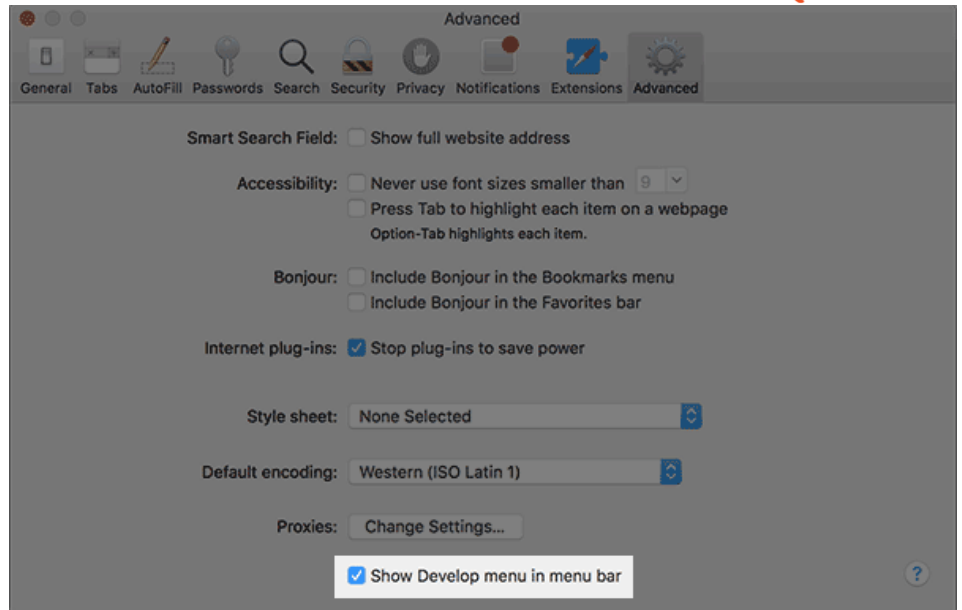 Advanced
General Tabs AutoFill Passwords Search Security Privacy Notifications Extensions Advanced
Smart Search Field: Show full website address
Accessibility: Never use font sizes smaller than 9
Press Tab to highlight each item on a webpage
Option-Tab highlights each item.
Bonjour: Include Bonjour in the Bookmarks menu
Include Bonjour in the Favorites bar
Internet plug-ins: Stop plug-ins to save power
Style sheet: None Selected
Default encoding: Western (ISO Latin 1)
Proxies: Change Settings...
Show Develop menu in menu bar
?